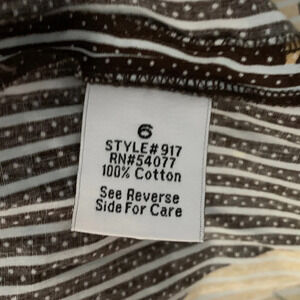 6
STYLE# 917
RN#54077
100% Cotton
See Reverse
Side For Care